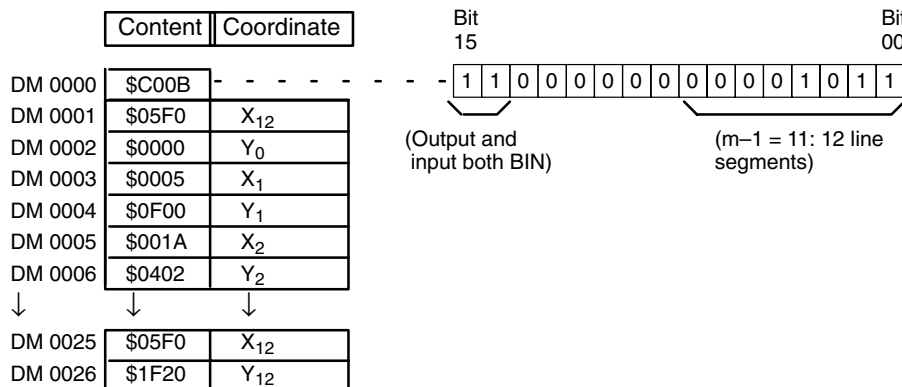 Content Coordinate
Bit 15 Bit 00
DM 0000 $C00B 1 1 0 0 0 0 0 0 0 0 0 0 1 0 1 1
DM 0001 $05F0 X12
(Output and input both BIN)
(m–1 = 11: 12 line segments)
DM 0002 $0000 Y0
DM 0003 $0005 X1
DM 0004 $0F00 Y1
DM 0005 $001A X2
DM 0006 $0402 Y2
↓ ↓ ↓
DM 0025 $05F0 X12
DM 0026 $1F20 Y12